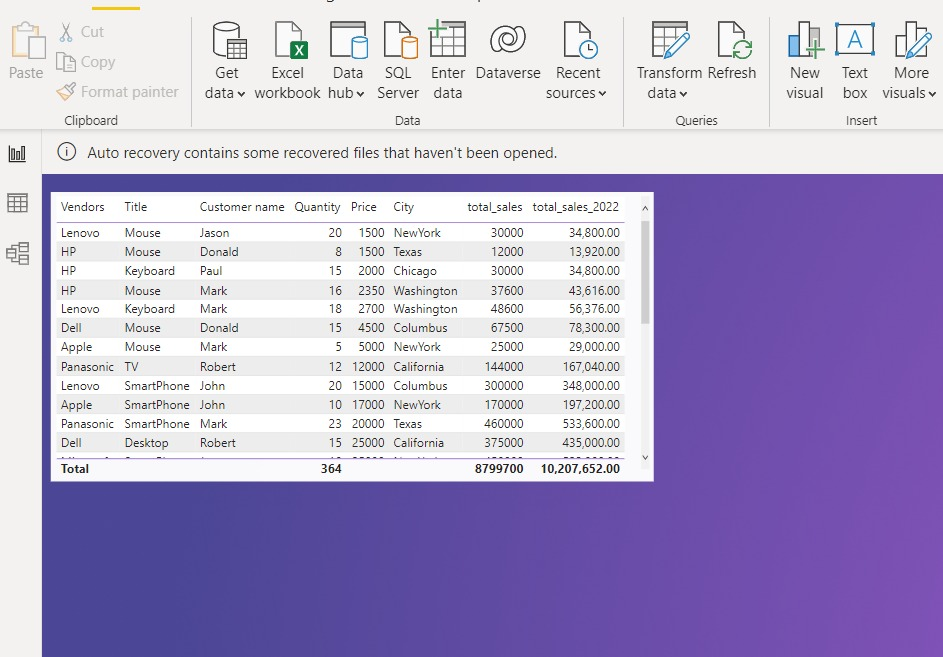 Cut
Copy
Format painter
Paste
Clipboard
Get data
Excel workbook
Data hub
SQL Server
Enter data
Dataverse
Recent sources
Data
Transform data
Refresh
Queries
New visual
A
Text box
More visuals
Insert
Auto recovery contains some recovered files that haven't been opened.
Vendors Title Customer name Quantity Price City total_sales total_sales_2022
Lenovo Mouse Jason 20 1500 NewYork 30000 34,800.00
HP Mouse Donald 8 1500 Texas 12000 13,920.00
HP Keyboard Paul 15 2000 Chicago 30000 34,800.00
HP Mouse Mark 16 2350 Washington 37600 43,616.00
Lenovo Keyboard Mark 18 2700 Washington 48600 56,376.00
Dell Mouse Donald 15 4500 Columbus 67500 78,300.00
Apple Mouse Mark 5 5000 NewYork 25000 29,000.00
Panasonic TV Robert 12 12000 California 144000 167,040.00
Lenovo SmartPhone John 20 15000 Columbus 300000 348,000.00
Apple SmartPhone John 10 17000 NewYork 170000 197,200.00
Panasonic SmartPhone Mark 23 20000 Texas 460000 533,600.00
Dell Desktop Robert 15 25000 California 375000 435,000.00
Total 364 8799700 10,207,652.00